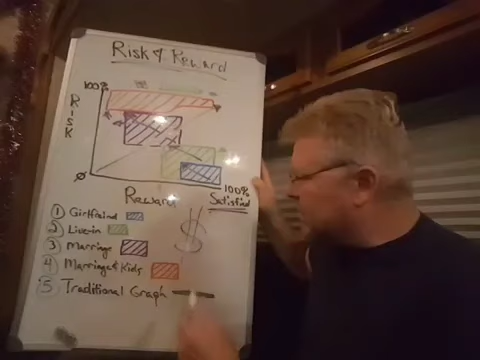 Risk & Reward
100%
RISK
Ø
100%
Reward
Satisfied
$
① Girlfriend
② Live-in
③ Marriage
④ Marriage & Kids
⑤ Traditional Graph